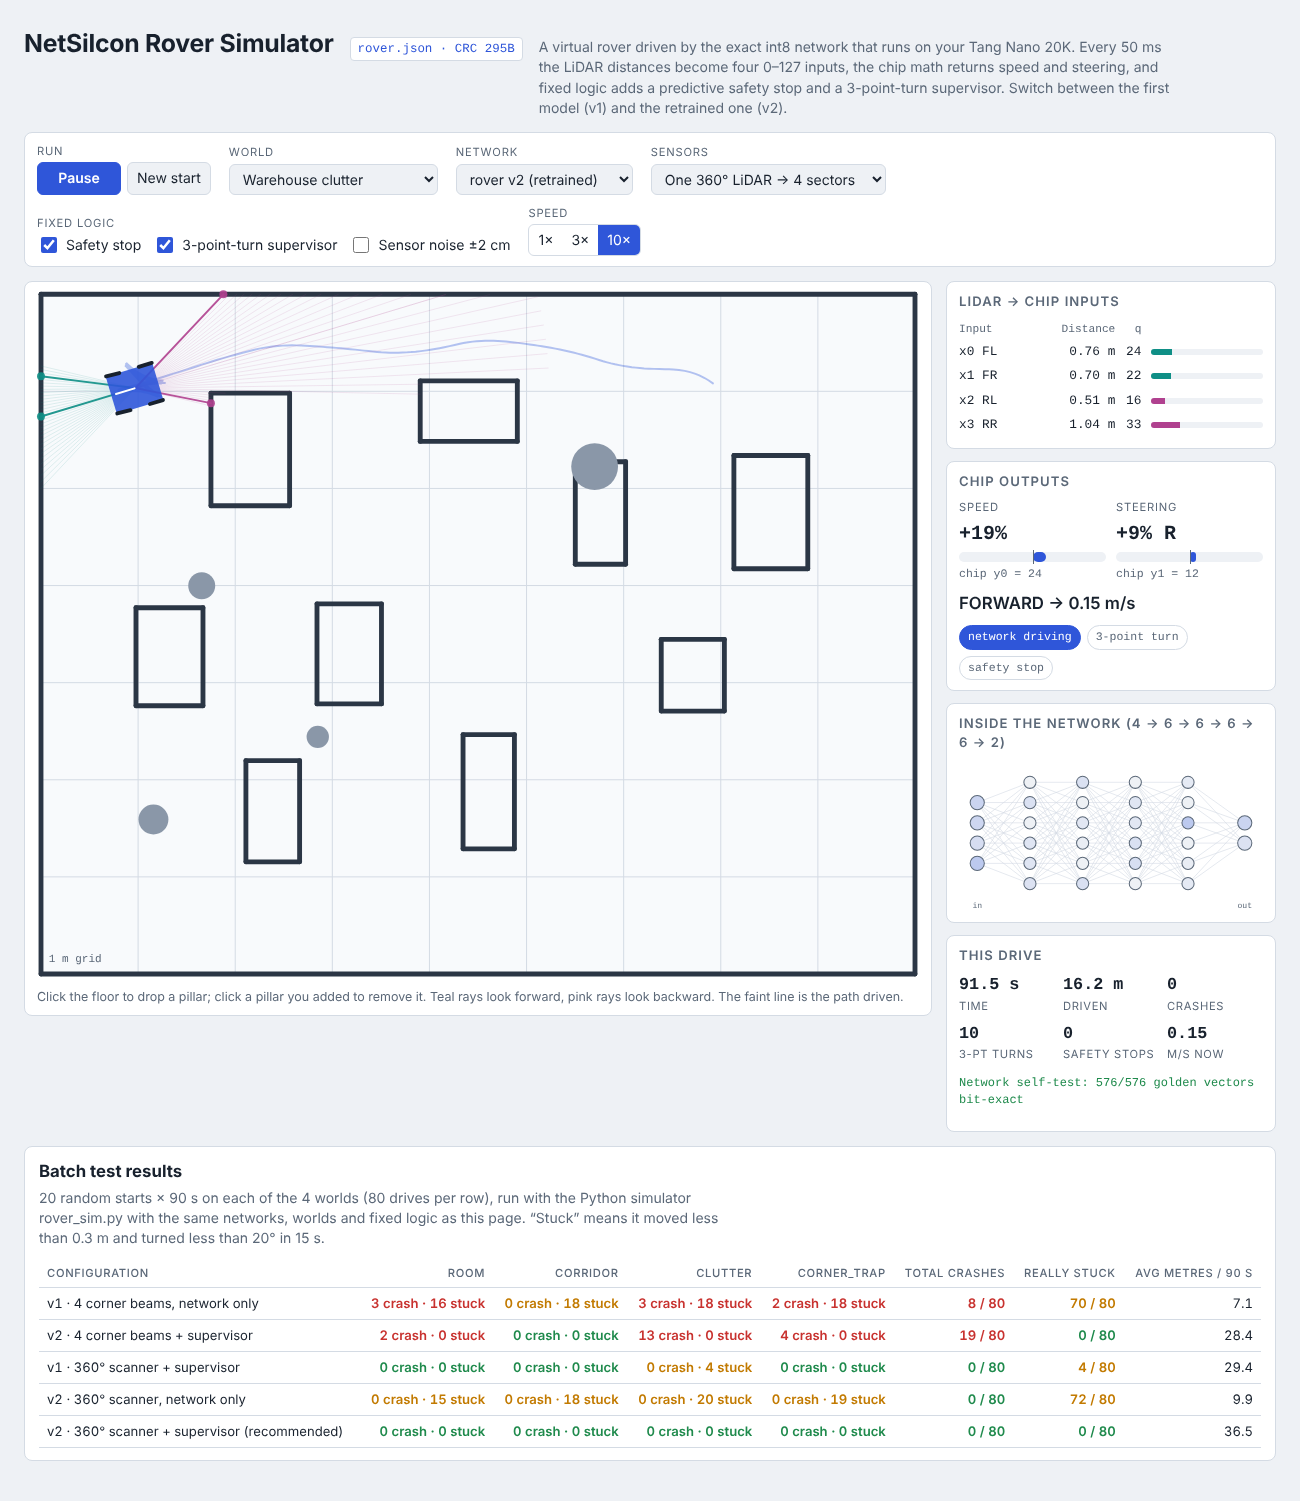 NetSilcon Rover Simulator
rover.json · CRC 295B
A virtual rover driven by the exact int8 network that runs on your Tang Nano 20K. Every 50 ms
the LiDAR distances become four 0–127 inputs, the chip math returns speed and steering, and
fixed logic adds a predictive safety stop and a 3-point-turn supervisor. Switch between the first
model (v1) and the retrained one (v2).
RUN
Pause New start
WORLD
Warehouse clutter
NETWORK
rover v2 (retrained)
SENSORS
One 360° LiDAR → 4 sectors
FIXED LOGIC
Safety stop 3-point-turn supervisor Sensor noise ±2 cm
SPEED
1× 3× 10×
1 m grid
Click the floor to drop a pillar; click a pillar you added to remove it. Teal rays look forward, pink rays look backward. The faint line is the path driven.
LIDAR → CHIP INPUTS
Input Distance q
x0 FL 0.76 m 24
x1 FR 0.70 m 22
x2 RL 0.51 m 16
x3 RR 1.04 m 33
CHIP OUTPUTS
SPEED STEERING
+19% +9% R
chip y0 = 24 chip y1 = 12
FORWARD → 0.15 m/s
network driving 3-point turn
safety stop
INSIDE THE NETWORK (4 → 6 → 6 → 6 →
6 → 2)
in out
THIS DRIVE
91.5 s 16.2 m 0
TIME DRIVEN CRASHES
10 0 0.15
3-PT TURNS SAFETY STOPS M/S NOW
Network self-test: 576/576 golden vectors
bit-exact
Batch test results
20 random starts × 90 s on each of the 4 worlds (80 drives per row), run with the Python simulator
rover_sim.py with the same networks, worlds and fixed logic as this page. “Stuck” means it moved less
than 0.3 m and turned less than 20° in 15 s.
CONFIGURATION ROOM CORRIDOR CLUTTER CORNER_TRAP TOTAL CRASHES REALLY STUCK AVG METRES / 90 S
v1 · 4 corner beams, network only 3 crash · 16 stuck 0 crash · 18 stuck 3 crash · 18 stuck 2 crash · 18 stuck 8 / 80 70 / 80 7.1
v2 · 4 corner beams + supervisor 2 crash · 0 stuck 0 crash · 0 stuck 13 crash · 0 stuck 4 crash · 0 stuck 19 / 80 0 / 80 28.4
v1 · 360° scanner + supervisor 0 crash · 0 stuck 0 crash · 0 stuck 0 crash · 4 stuck 0 crash · 0 stuck 0 / 80 4 / 80 29.4
v2 · 360° scanner, network only 0 crash · 15 stuck 0 crash · 18 stuck 0 crash · 20 stuck 0 crash · 19 stuck 0 / 80 72 / 80 9.9
v2 · 360° scanner + supervisor (recommended) 0 crash · 0 stuck 0 crash · 0 stuck 0 crash · 0 stuck 0 crash · 0 stuck 0 / 80 0 / 80 36.5